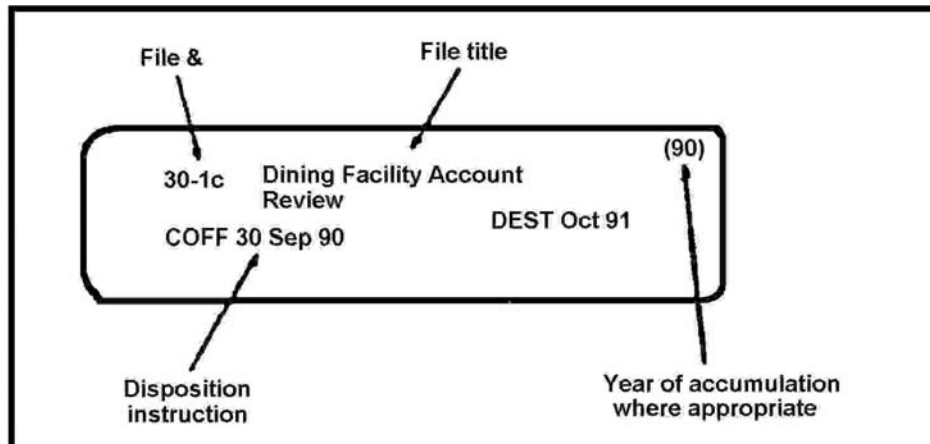 File &
File title
(90)
30-1c Dining Facility Account
Review
DEST Oct 91
COFF 30 Sep 90
Disposition
instruction
Year of accumulation
where appropriate